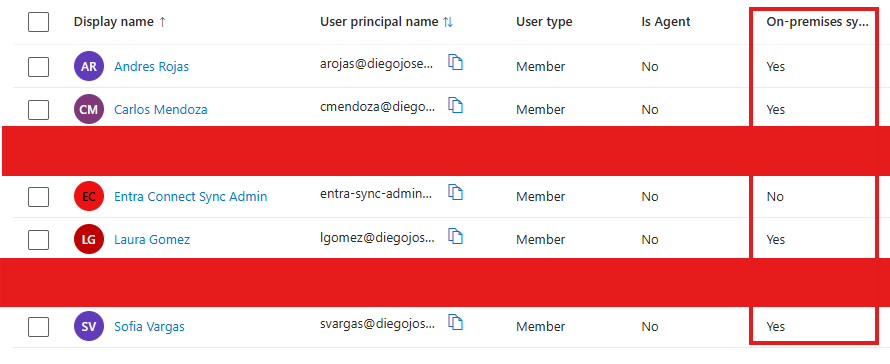 Display name ↑ User principal name ↑↓ User type Is Agent On-premises sy...
AR Andres Rojas arojas@diegojose... Member No Yes
CM Carlos Mendoza cmendoza@diego... Member No Yes
EC Entra Connect Sync Admin entra-sync-admin... Member No No
LG Laura Gomez lgomez@diegojos... Member No Yes
SV Sofia Vargas svargas@diegojos... Member No Yes